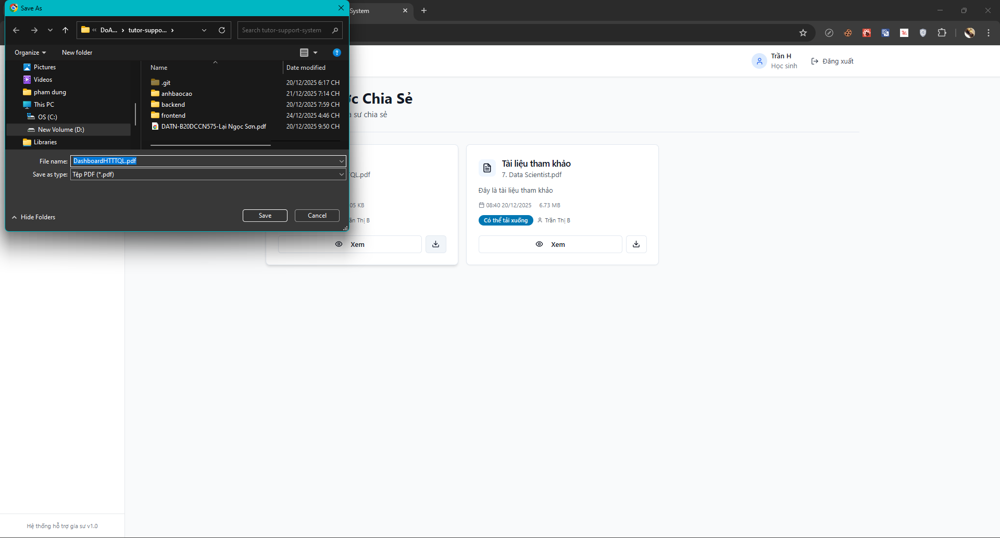 Save As
System
DoA...
tutor-suppo...
Search tutor-support-system
Organize
New folder
Pictures
Videos
pham dung
This PC
OS (C:)
New Volume (D:)
Libraries
Name
Date modified
.git
20/12/2025 6:17 CH
anhbaocao
21/12/2025 7:14 CH
backend
20/12/2025 7:59 CH
frontend
24/12/2025 4:46 CH
DATN-B20DCCN575-Lại Ngọc Sơn.pdf
20/12/2025 9:50 CH
File name:
DashboardHTTTQL.pdf
Save as type:
Tệp PDF (*.pdf)
Hide Folders
Save
Cancel
Trần H
Học sinh
Đăng xuất
ợc Chia Sẻ
a sư chia sẻ
TQL.pdf
05 KB
ần Thị B
Xem
Tài liệu tham khảo
7. Data Scientist.pdf
Đây là tài liệu tham khảo
08:40 20/12/2025
6.73 MB
Có thể tải xuống
Trần Thị B
Xem
Hệ thống hỗ trợ gia sư v1.0